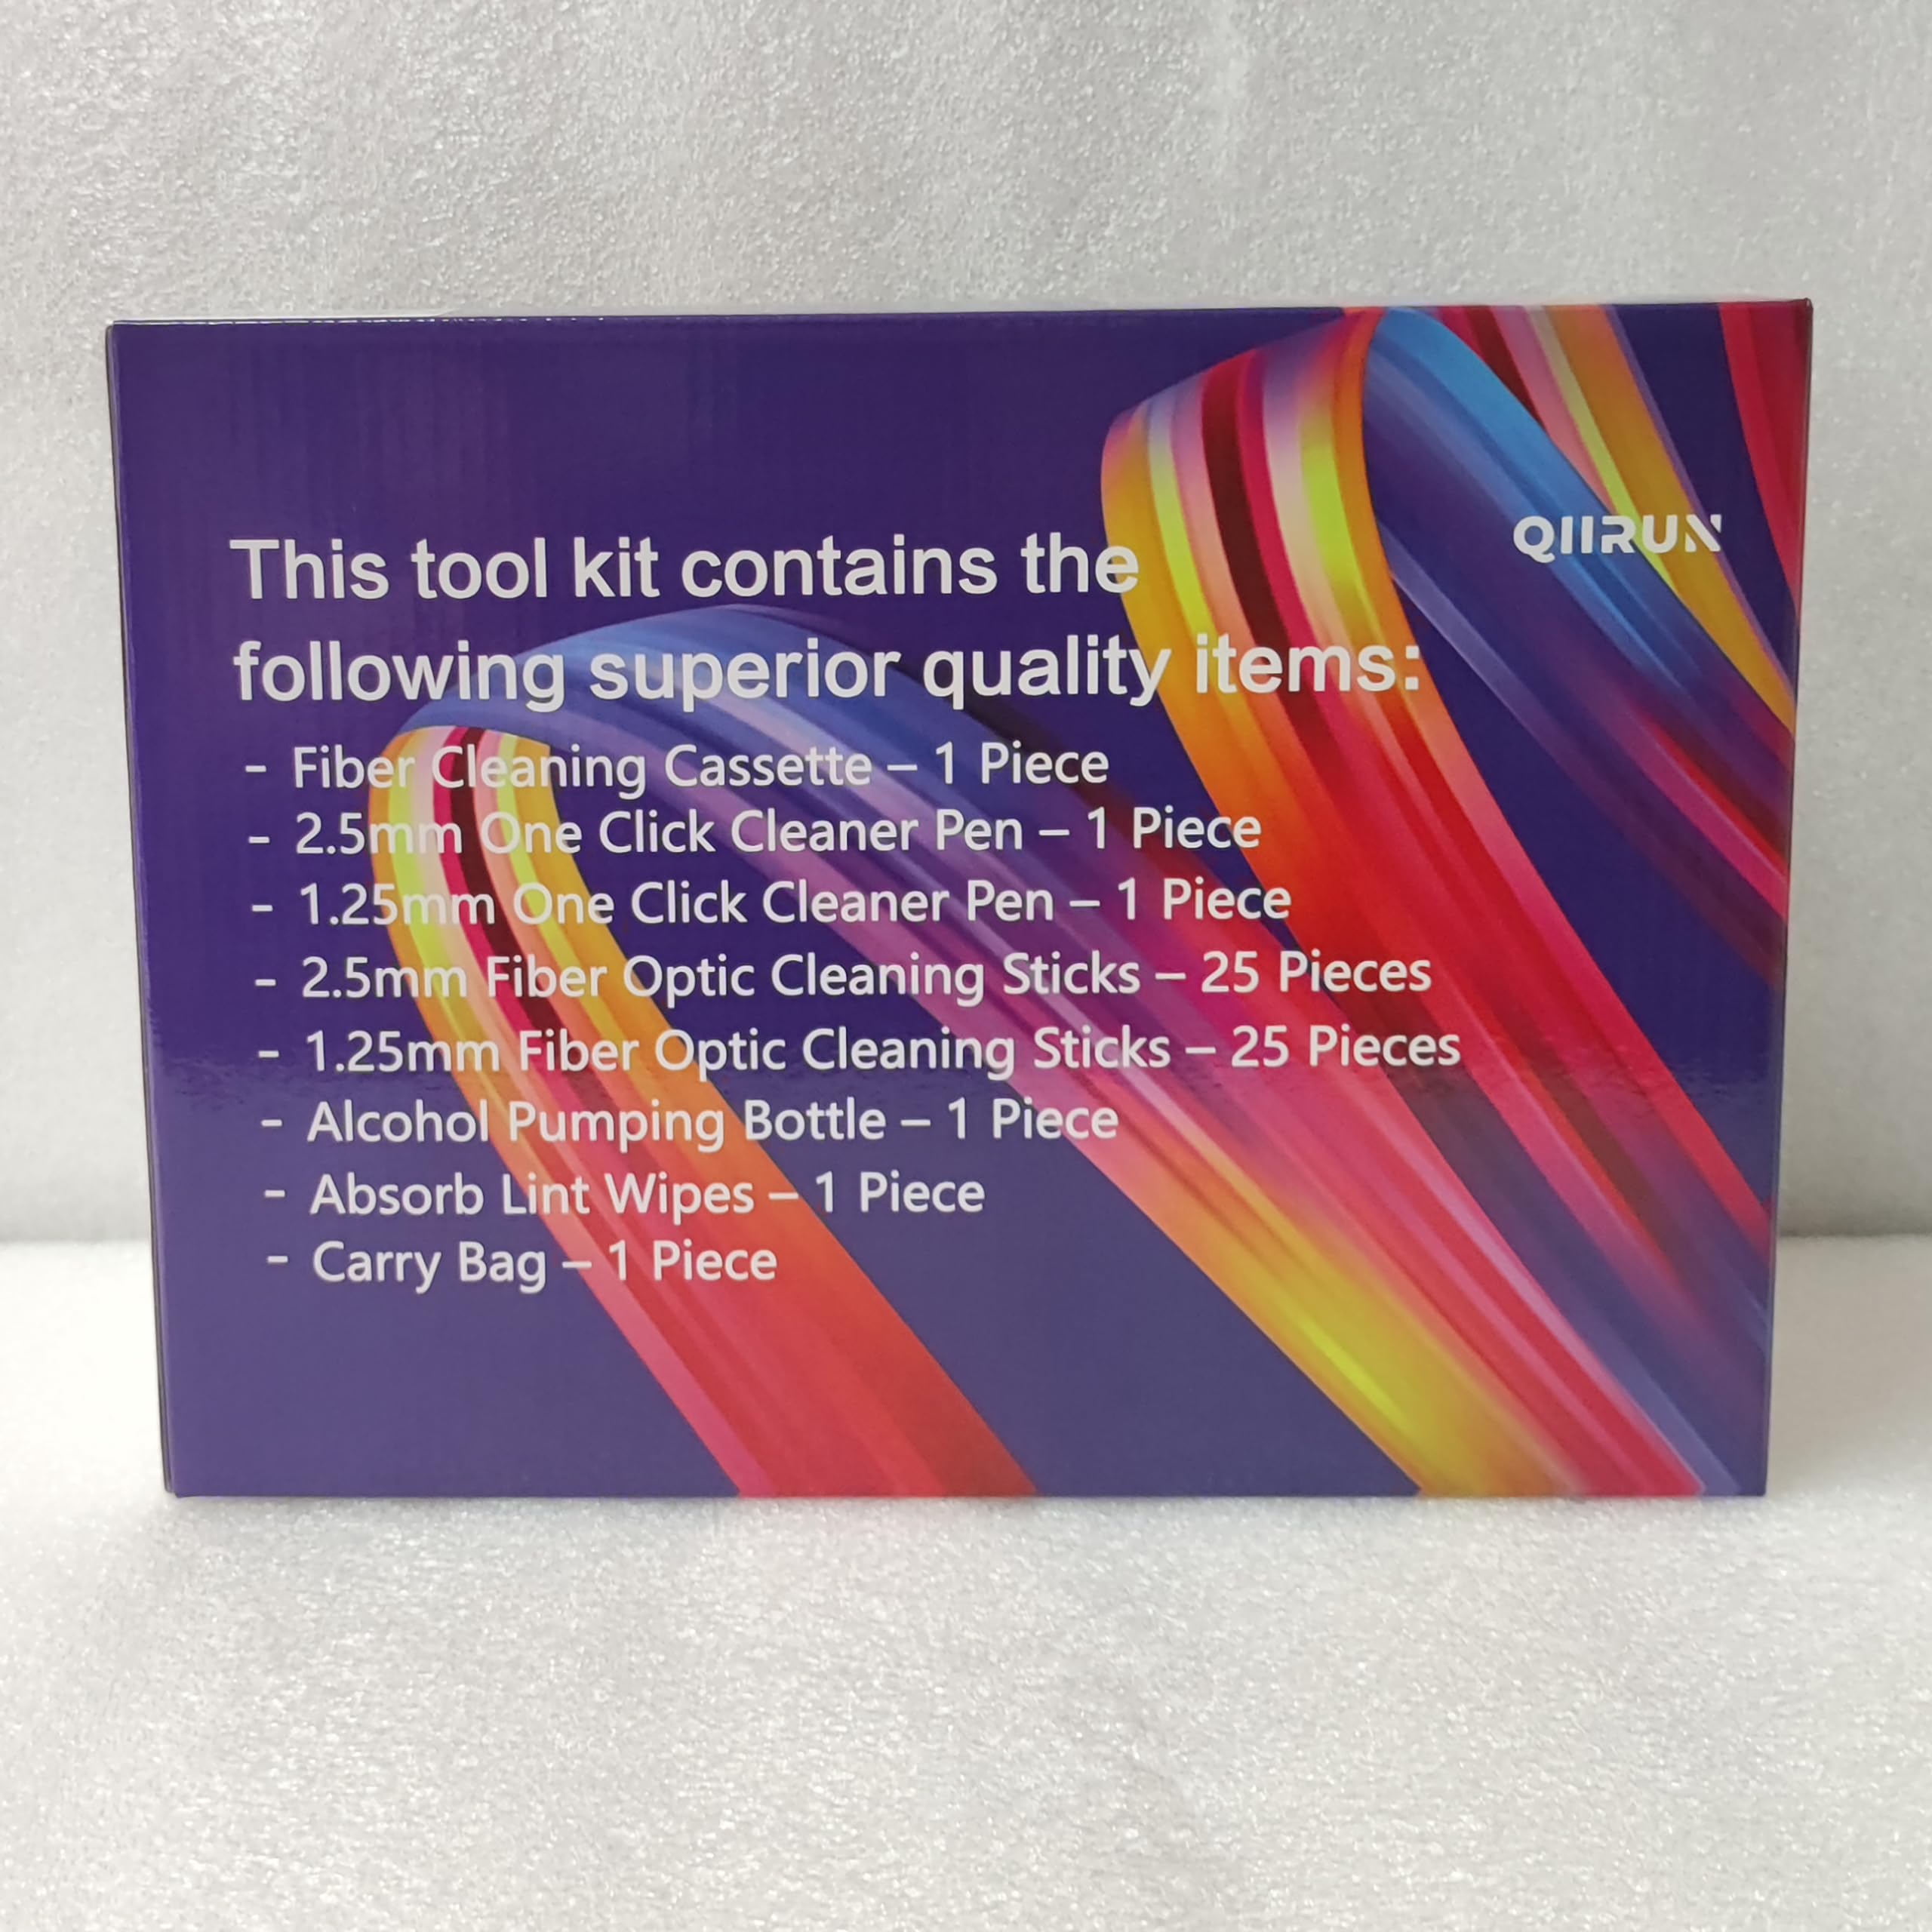 QIIRUN
This tool kit contains the
following superior quality items:
- Fiber Cleaning Cassette – 1 Piece
- 2.5mm One Click Cleaner Pen – 1 Piece
- 1.25mm One Click Cleaner Pen – 1 Piece
- 2.5mm Fiber Optic Cleaning Sticks – 25 Pieces
- 1.25mm Fiber Optic Cleaning Sticks – 25 Pieces
- Alcohol Pumping Bottle – 1 Piece
- Absorb Lint Wipes – 1 Piece
- Carry Bag – 1 Piece